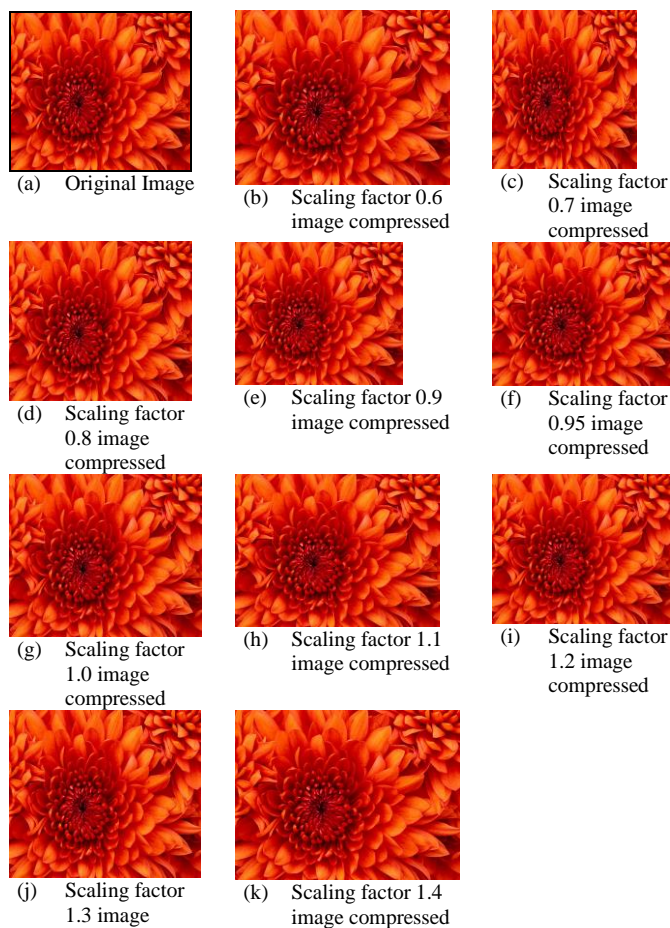 (a) Original Image
(b) Scaling factor 0.6
image compressed
(c) Scaling factor
0.7 image
compressed
(d) Scaling factor
0.8 image
compressed
(e) Scaling factor 0.9
image compressed
(f) Scaling factor
0.95 image
compressed
(g) Scaling factor
1.0 image
compressed
(h) Scaling factor 1.1
image compressed
(i) Scaling factor
1.2 image
compressed
(j) Scaling factor
1.3 image
(k) Scaling factor 1.4
image compressed